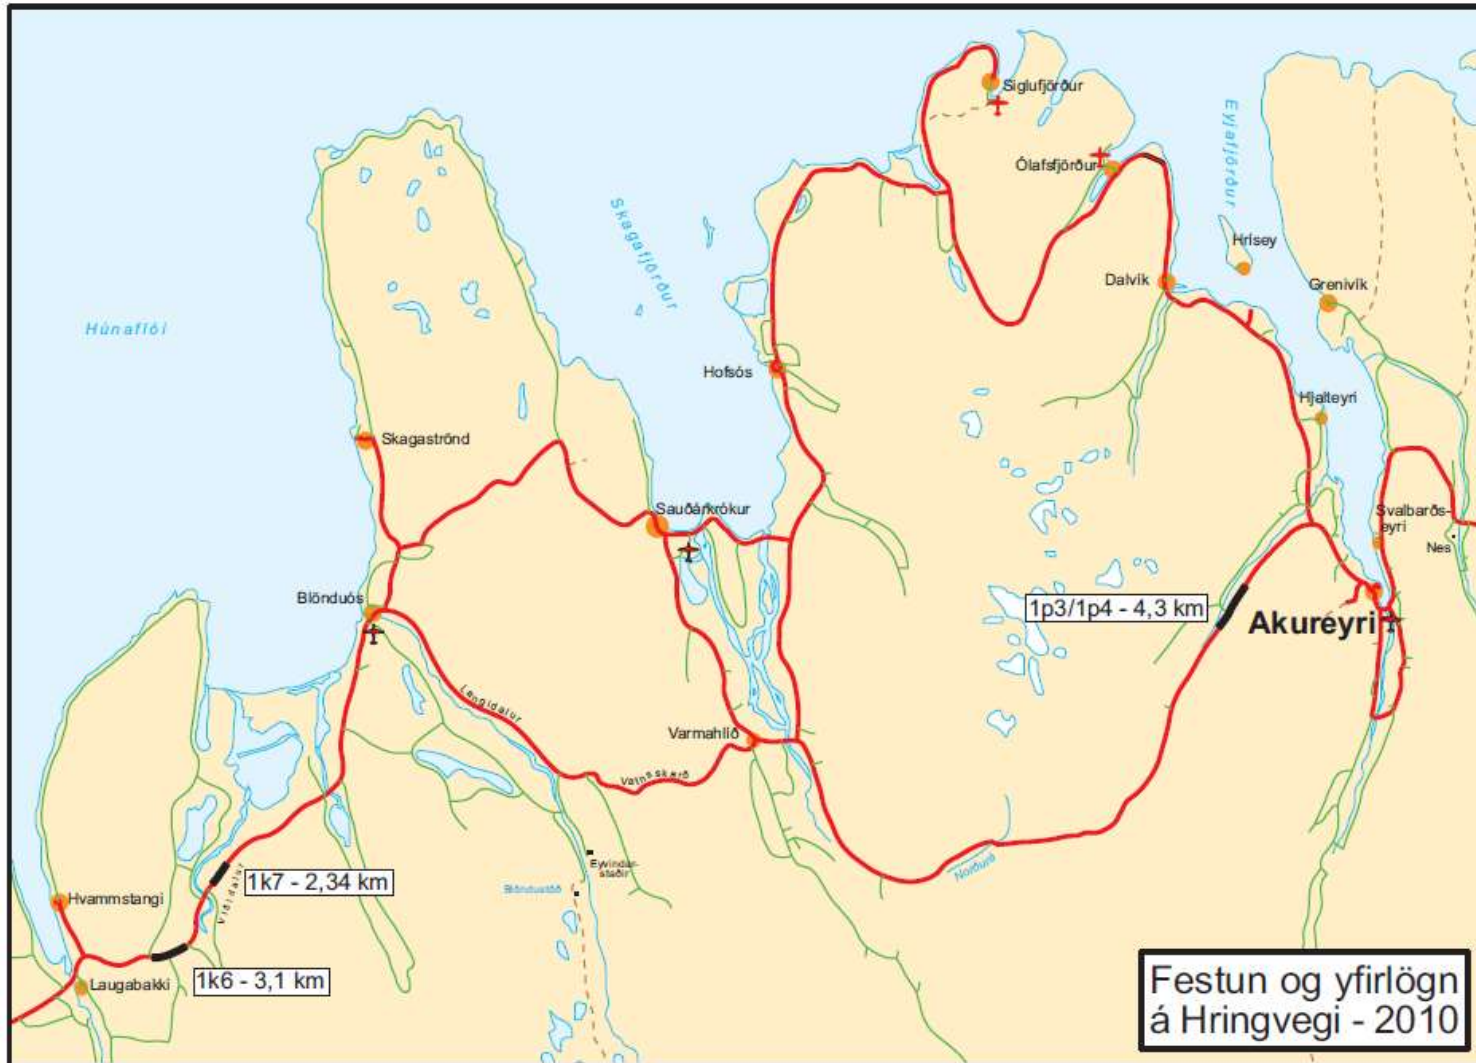 Siglufjörður
Eyjafjörður
Ólafsfjörður
Skagafjörður
Hrísey
Dalvík
Grenivík
Húnaflói
Hofsós
Hjalteyri
Skagaströnd
Sauðárkrókur
Svalbarðs-
eyri
Nes
Blönduós
1p3/1p4 - 4,3 km
Akuréyri
Langidalur
Varmahlíð
Vatnsskarð
Eyvindar-
staðir
Norðurá
Blöndustöð
1k7 - 2,34 km
Víðidalur
Hvammstangi
1k6 - 3,1 km
Laugabakki
Festun og yfirlögn
á Hringvegi - 2010